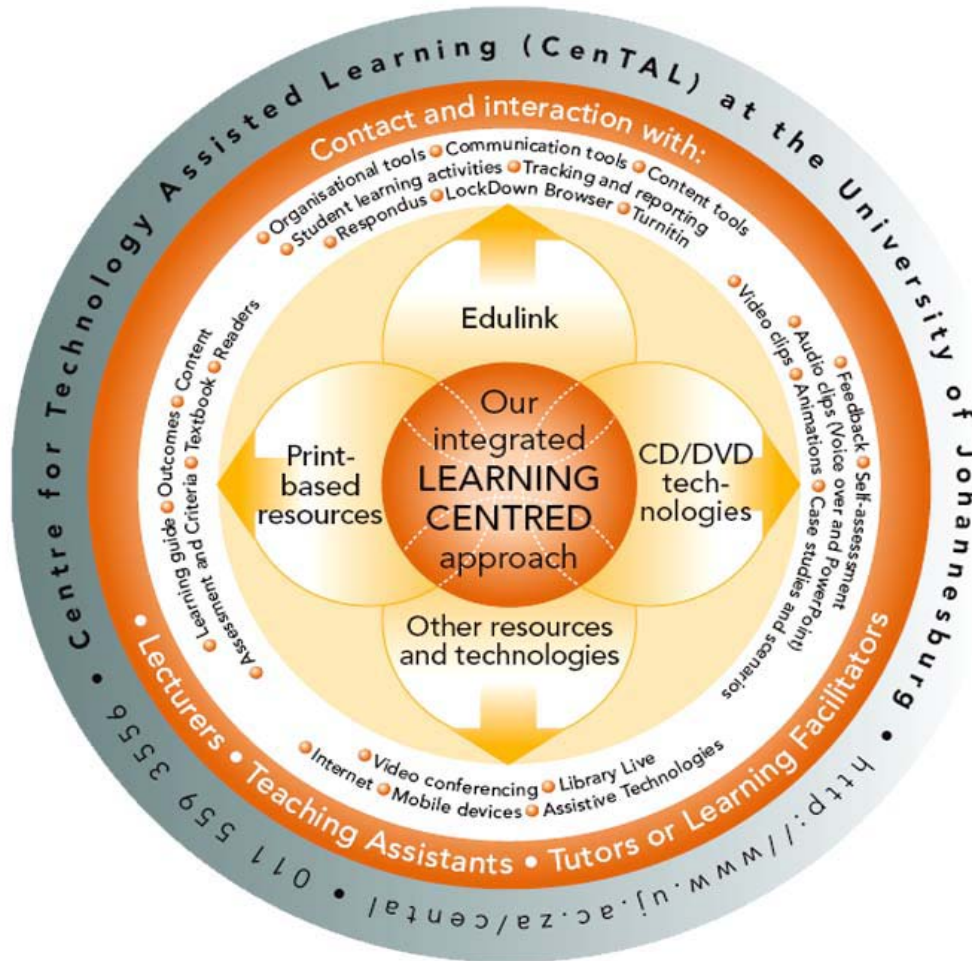 Centre for Technology Assisted Learning (CenTAL) at the University of Johannesburg • http://www.uj.ac.za/cental • 011 559 3556 •
Contact and interaction with:
• Lecturers • Teaching Assistants • Tutors or Learning Facilitators
Organisational tools • Communication tools • Content tools
Student learning activities • Tracking and reporting
Respondus • LockDown Browser • Turnitin
Edulink
Learning guide • Outcomes • Content
Assessment and Criteria • Textbook • Readers
Print-
based
resources
Our
integrated
LEARNING
CENTRED
approach
CD/DVD
tech-
nologies
Feedback • Self-assessment
Audio clips (Voice over and PowerPoint)
Video clips • Animations • Case studies and scenarios
Other resources
and technologies
Video conferencing • Library Live
Internet • Mobile devices • Assistive Technologies